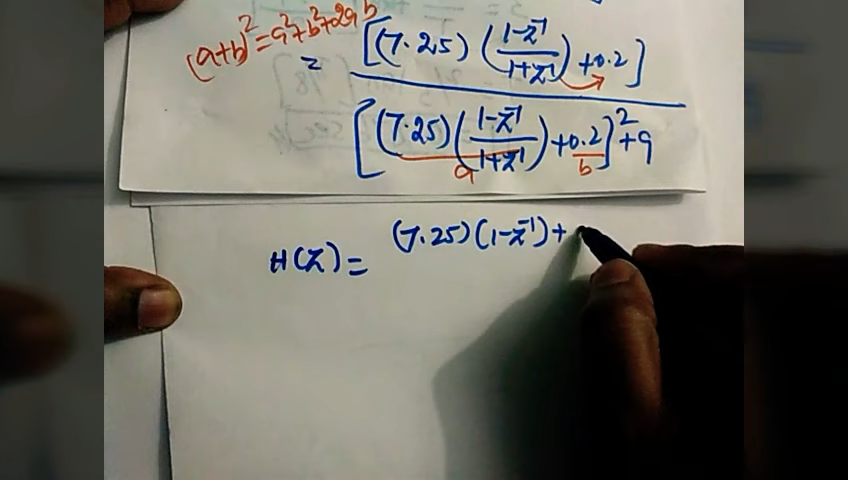 (a+b)² = a²+b²+2ab
= [(7.25) (1-z⁻¹/1+z⁻¹) +0.2]
[(7.25) (1-z⁻¹/1+z⁻¹) +0.2]² +9
a b
H(z) = (7.25)(1-z⁻¹)+